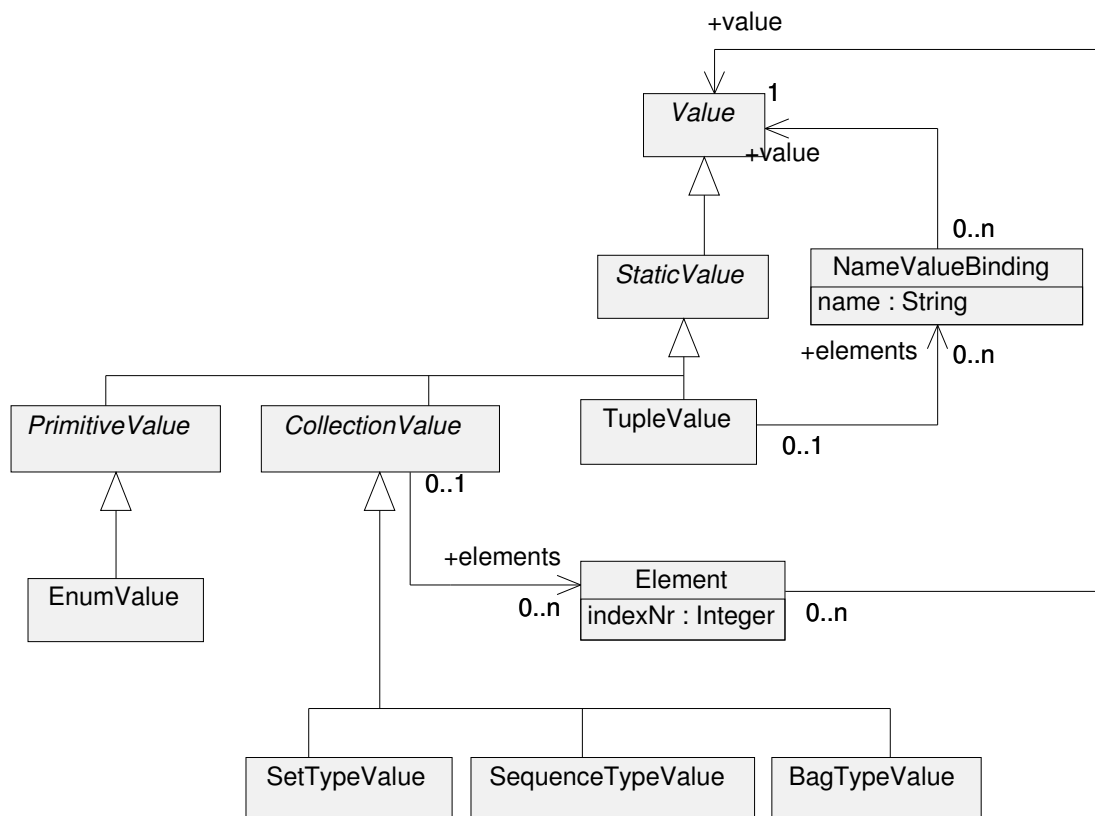 +value
1
Value
+value
0..n
StaticValue
NameValueBinding
name : String
+elements
0..n
PrimitiveValue
CollectionValue
TupleValue
0..1
0..1
+elements
0..n
EnumValue
Element
indexNr : Integer
0..n
SetTypeValue
SequenceTypeValue
BagTypeValue